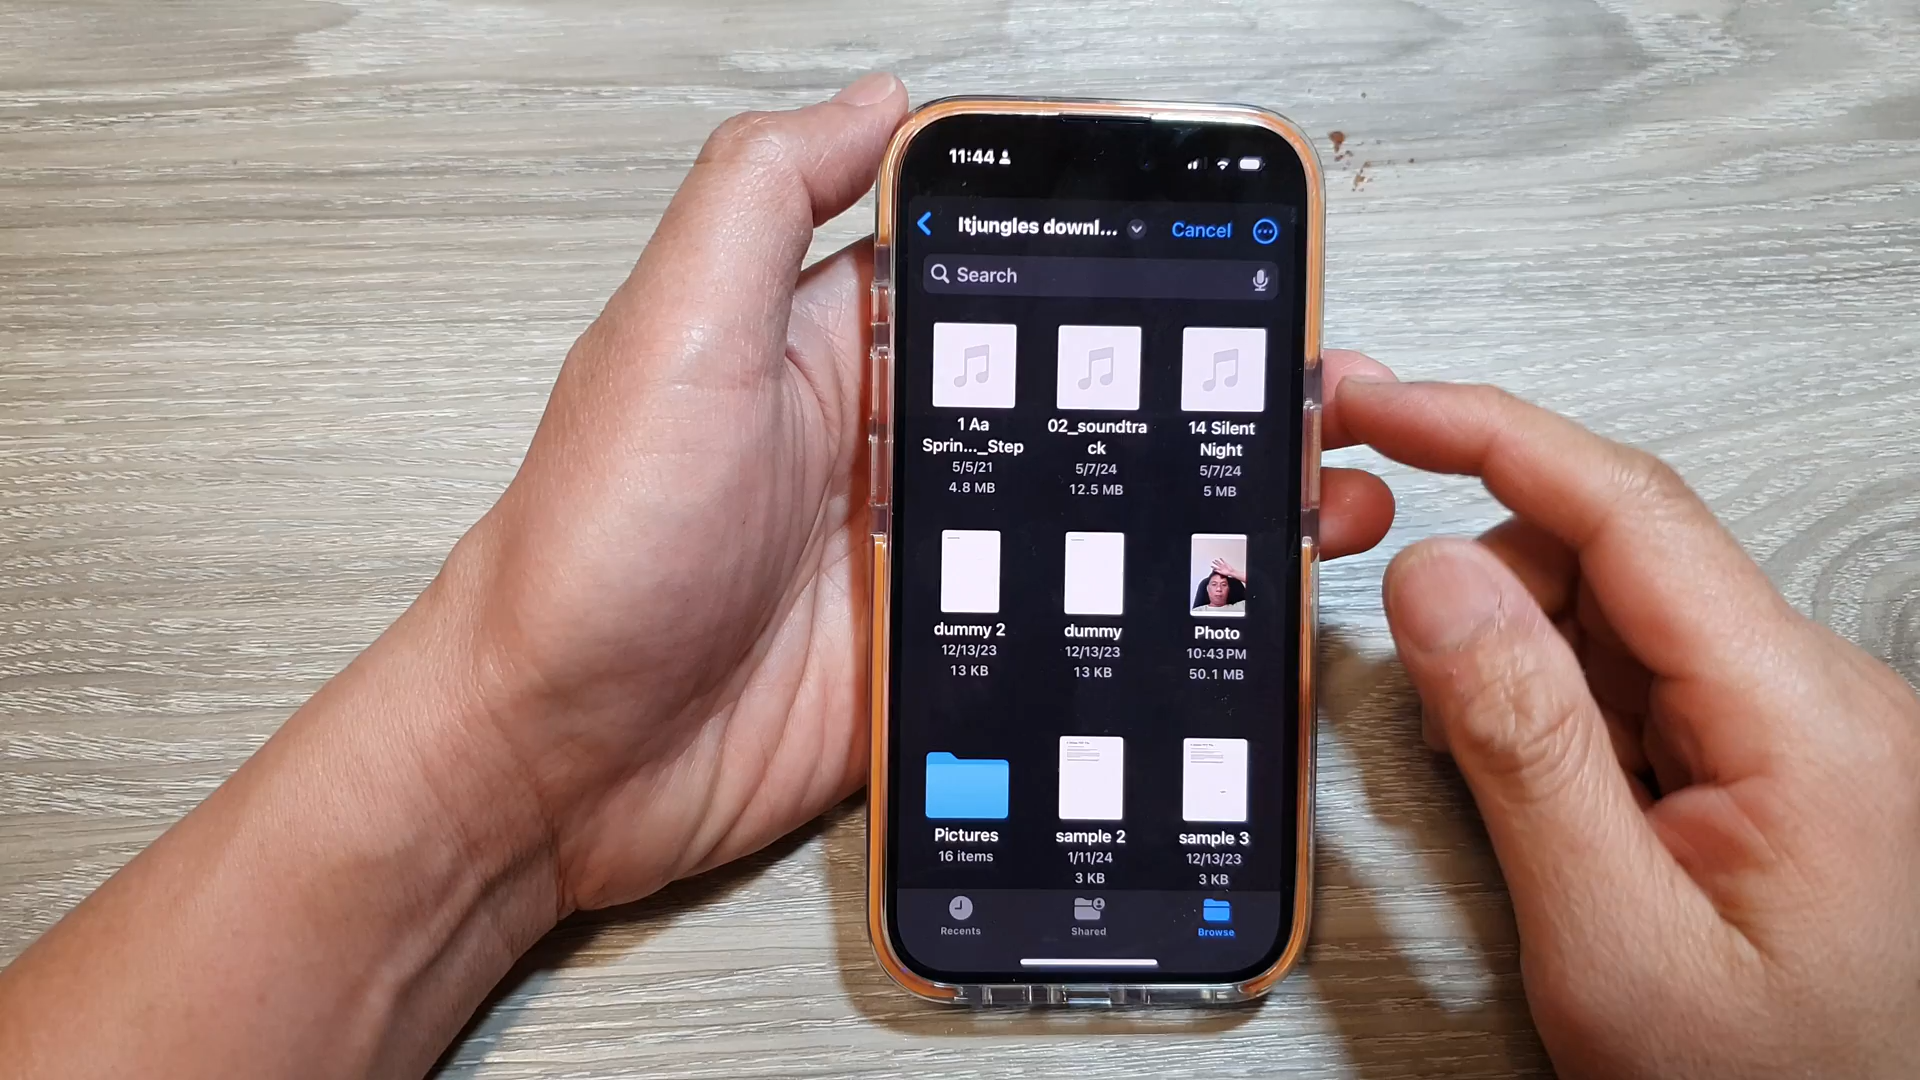 11:44
Itjungles downl...
Cancel
Search
1 Aa
Sprin..._Step
5/5/21
4.8 MB
02_soundtra
ck
5/7/24
12.5 MB
14 Silent
Night
5/7/24
5 MB
dummy 2
12/13/23
13 KB
dummy
12/13/23
13 KB
Photo
10:43 PM
50.1 MB
Pictures
16 items
sample 2
1/11/24
3 KB
sample 3
12/13/23
3 KB
Recents
Shared
Browse